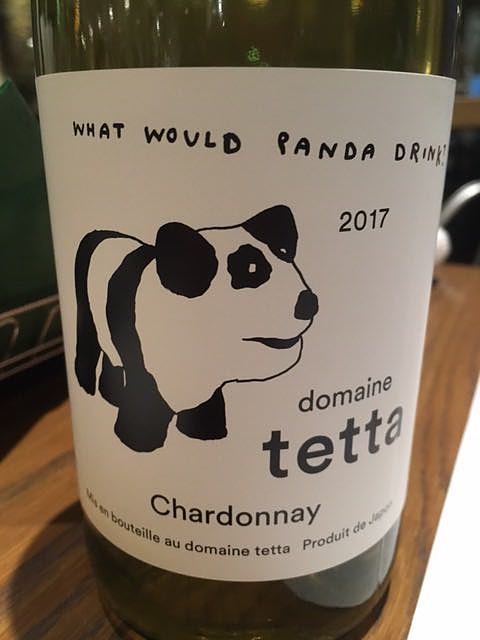 WHAT WOULD PANDA DRINK?
2017
domaine
tetta
Chardonnay
Mis en bouteille au domaine tetta Produit de Japon